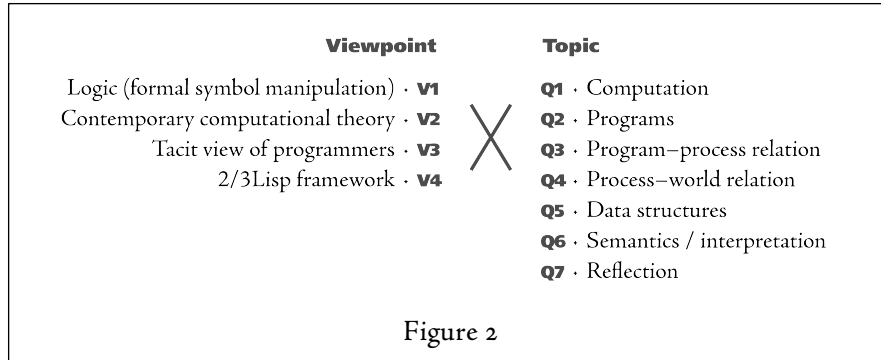 Viewpoint Topic
Logic (formal symbol manipulation) · V1 Q1 · Computation
Contemporary computational theory · V2 Q2 · Programs
Tacit view of programmers · V3 Q3 · Program–process relation
2/3Lisp framework · V4 Q4 · Process–world relation
Q5 · Data structures
Q6 · Semantics / interpretation
Q7 · Reflection
Figure 2